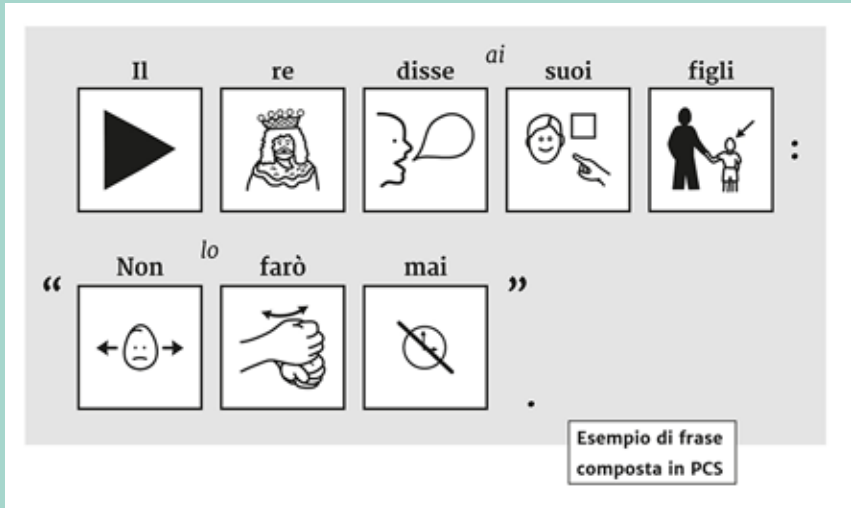 Il re disse ai suoi figli :
“ Non lo farò mai ” .
Esempio di frase
composta in PCS